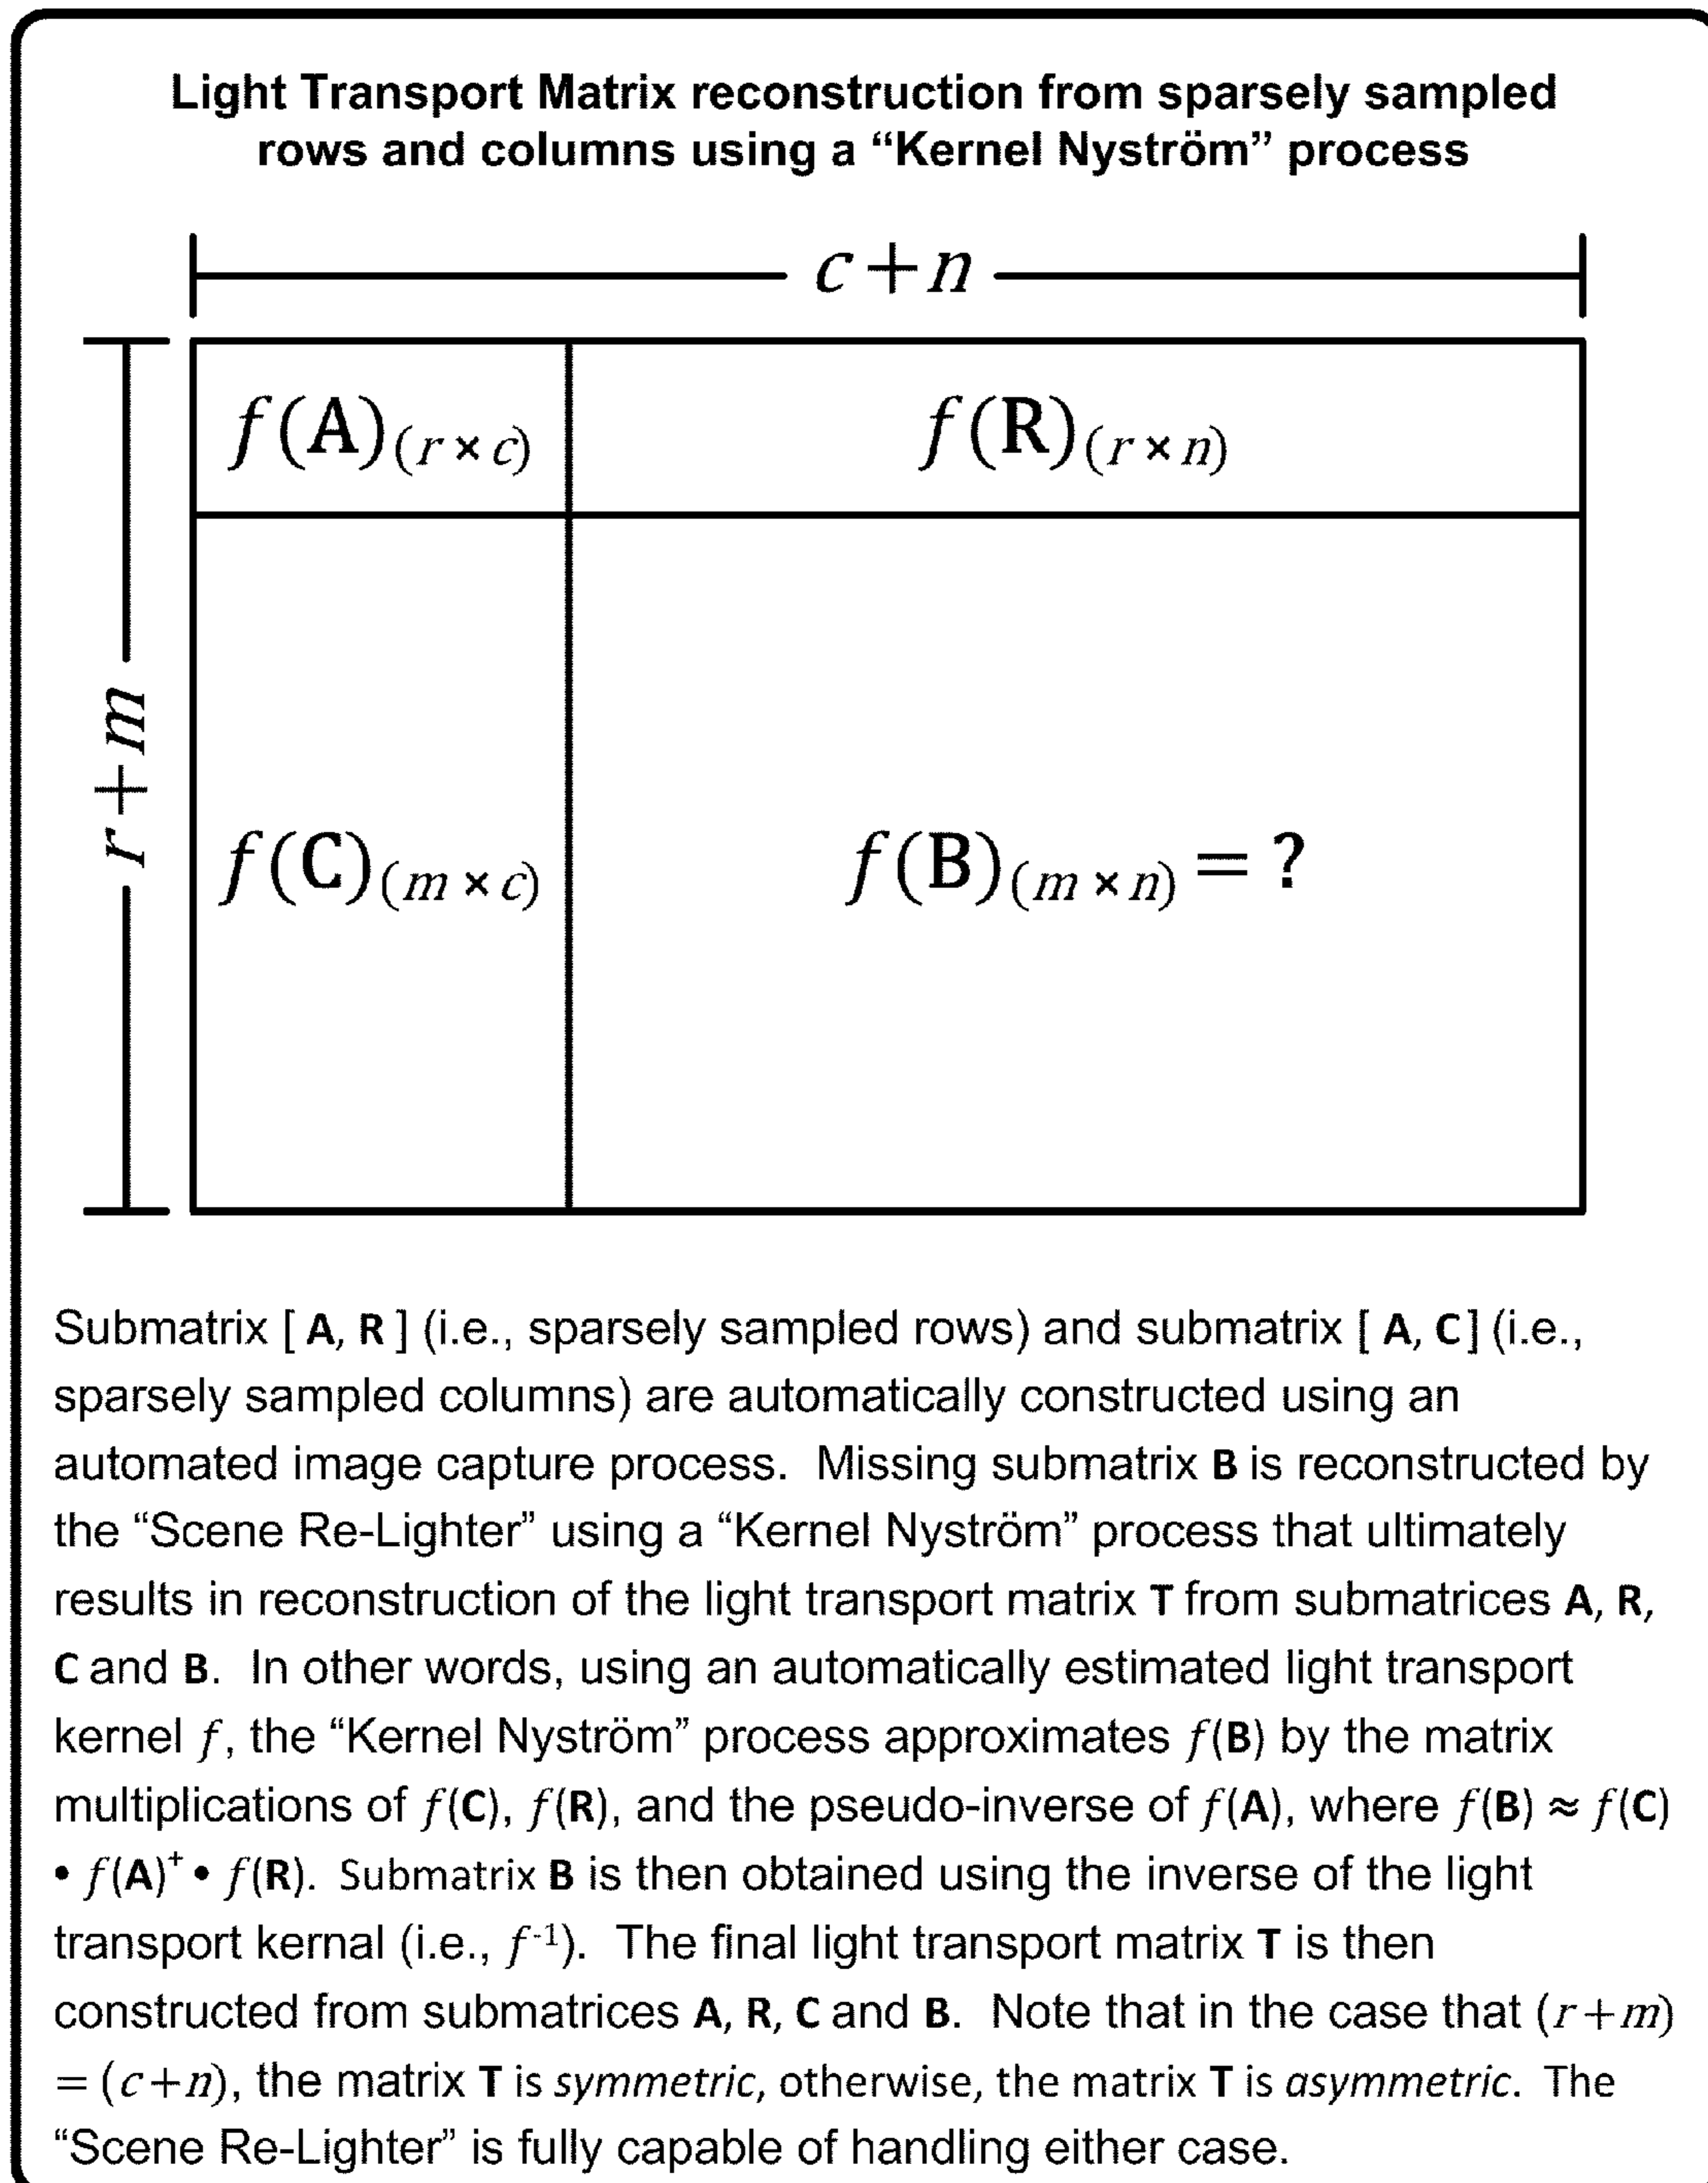 Light Transport Matrix reconstruction from sparsely sampled
rows and columns using a “Kernel Nyström” process
c+n
f(A)(r × c)
f(R)(r × n)
r+m
f(C)(m × c)
f(B)(m × n) = ?
Submatrix [ A, R ] (i.e., sparsely sampled rows) and submatrix [ A, C ] (i.e.,
sparsely sampled columns) are automatically constructed using an
automated image capture process. Missing submatrix B is reconstructed by
the “Scene Re-Lighter” using a “Kernel Nyström” process that ultimately
results in reconstruction of the light transport matrix T from submatrices A, R,
C and B. In other words, using an automatically estimated light transport
kernel f, the “Kernel Nyström” process approximates f(B) by the matrix
multiplications of f(C), f(R), and the pseudo-inverse of f(A), where f(B) ≈ f(C)
• f(A)⁺ • f(R). Submatrix B is then obtained using the inverse of the light
transport kernal (i.e., f⁻¹). The final light transport matrix T is then
constructed from submatrices A, R, C and B. Note that in the case that (r+m)
= (c+n), the matrix T is symmetric, otherwise, the matrix T is asymmetric. The
“Scene Re-Lighter” is fully capable of handling either case.